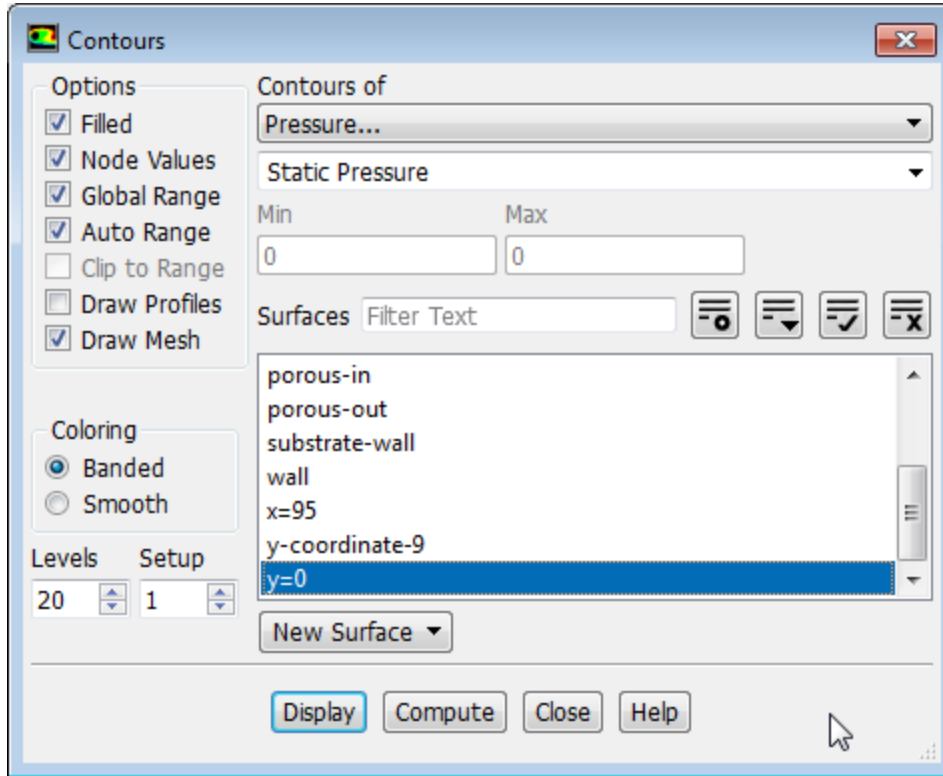 Contours
Options
Filled
Node Values
Global Range
Auto Range
Clip to Range
Draw Profiles
Draw Mesh
Coloring
Banded
Smooth
Levels Setup
20 1
Contours of
Pressure...
Static Pressure
Min Max
0 0
Surfaces Filter Text
porous-in
porous-out
substrate-wall
wall
x=95
y-coordinate-9
y=0
New Surface
Display Compute Close Help